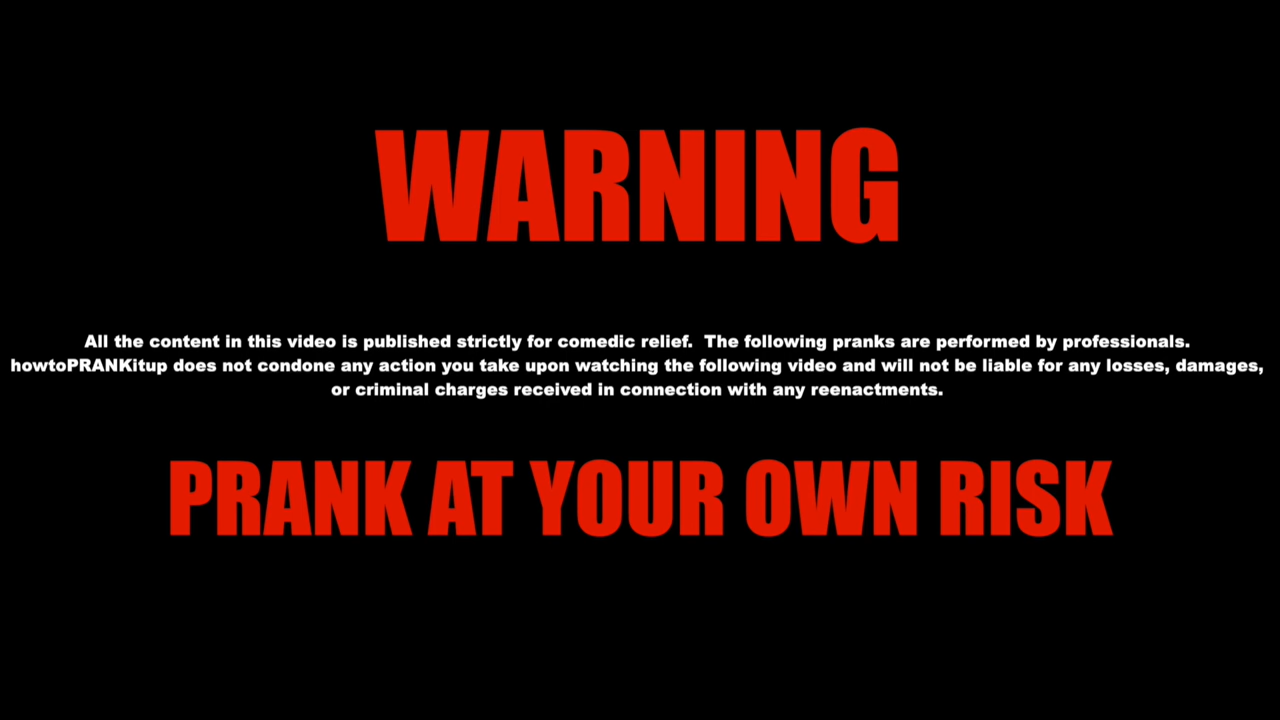 WARNING
All the content in this video is published strictly for comedic relief.  The following pranks are performed by professionals.
howtoPRANKitup does not condone any action you take upon watching the following video and will not be liable for any losses, damages,
or criminal charges received in connection with any reenactments.
PRANK AT YOUR OWN RISK